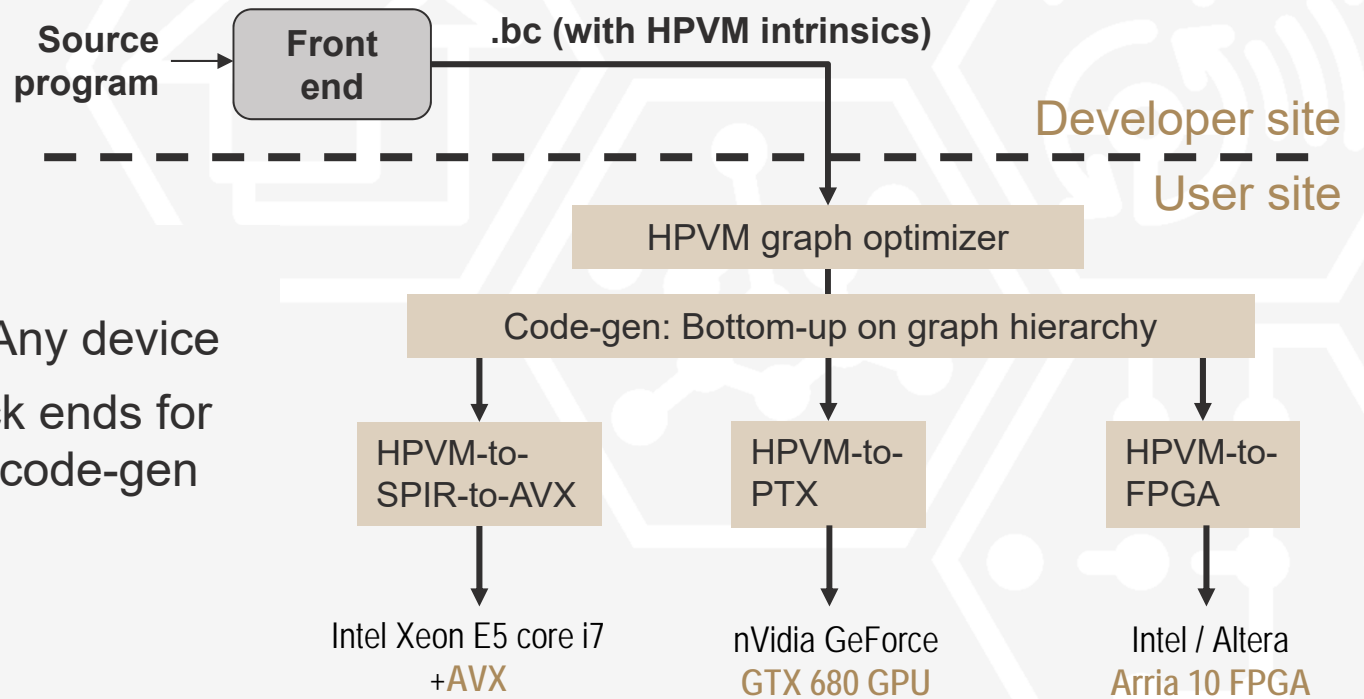 Source
program
Front
end
.bc (with HPVM intrinsics)
Developer site
User site
HPVM graph optimizer
Code-gen: Bottom-up on graph hierarchy
Any device
ck ends for
code-gen
HPVM-to-
SPIR-to-AVX
HPVM-to-
PTX
HPVM-to-
FPGA
Intel Xeon E5 core i7
+AVX
nVidia GeForce
GTX 680 GPU
Intel / Altera
Arria 10 FPGA